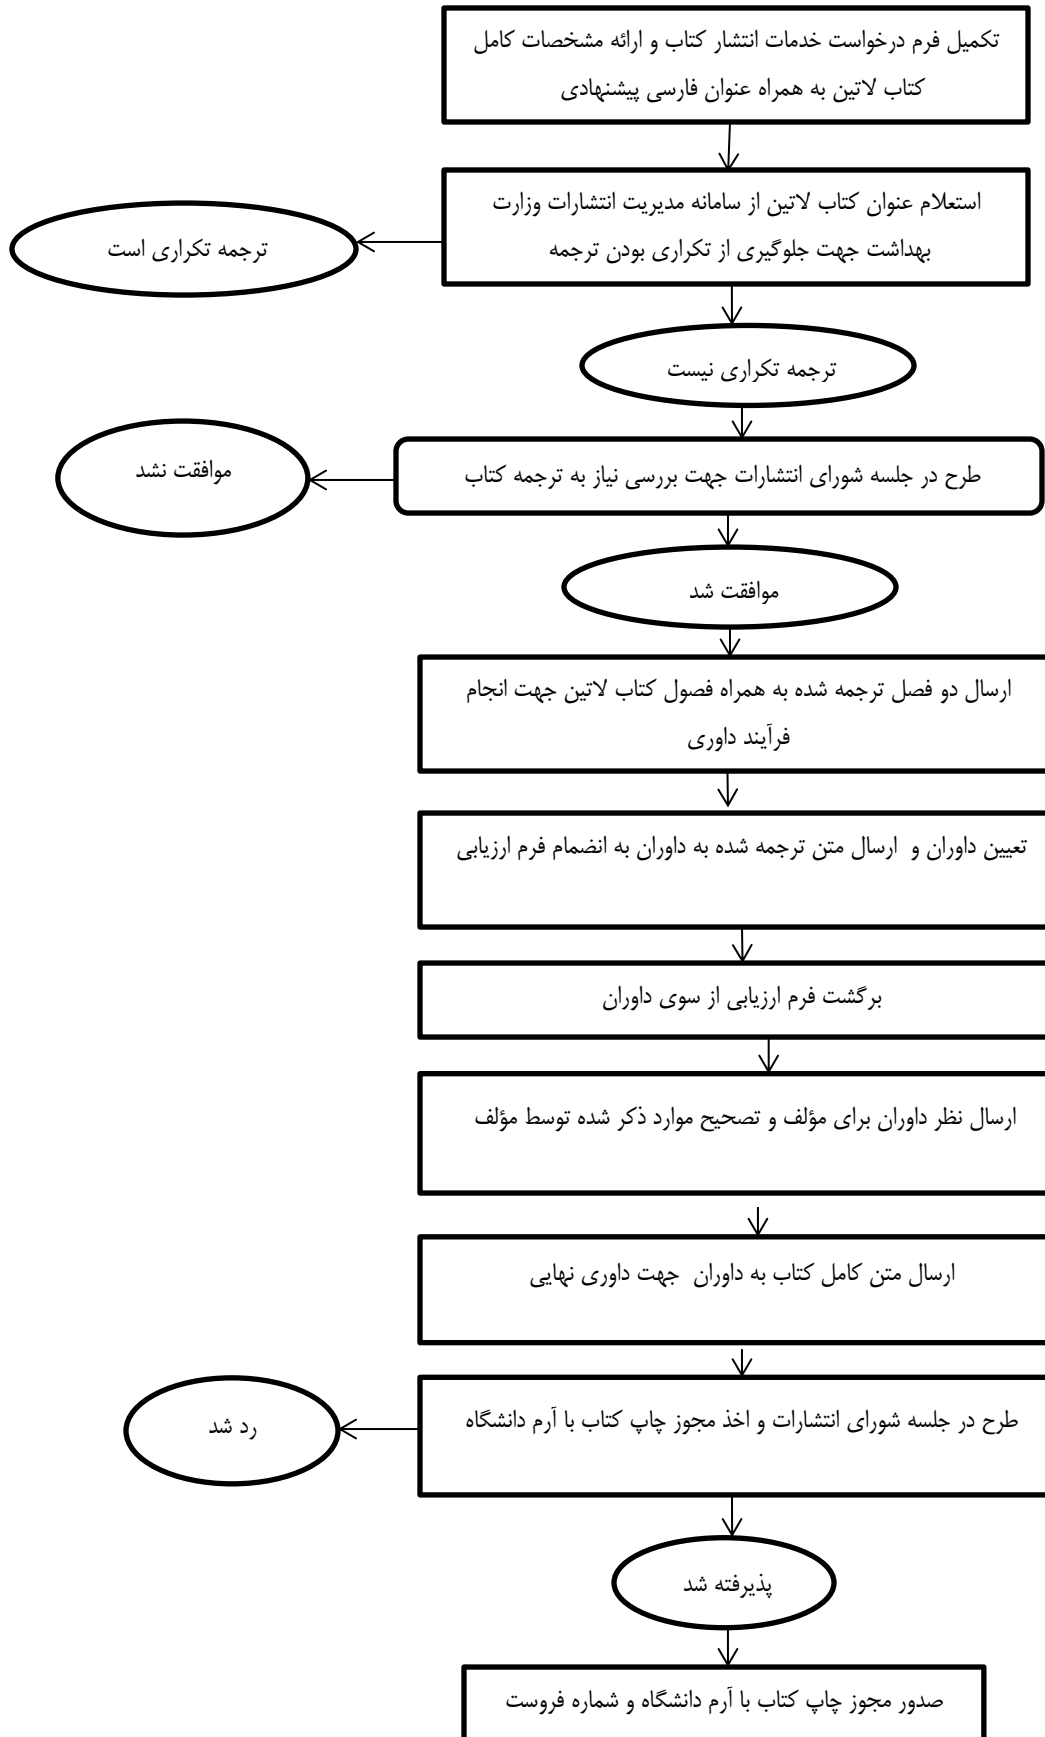 تکمیل فرم درخواست خدمات انتشار کتاب و ارائه مشخصات کامل
کتاب لاتین به همراه عنوان فارسی پیشنهادی
استعلام عنوان کتاب لاتین از سامانه مدیریت انتشارات وزارت
بهداشت جهت جلوگیری از تکراری بودن ترجمه
ترجمه تکراری است
ترجمه تکراری نیست
طرح در جلسه شورای انتشارات جهت بررسی نیاز به ترجمه کتاب
موافقت نشد
موافقت شد
ارسال دو فصل ترجمه شده به همراه فصول کتاب لاتین جهت انجام
فرآیند داوری
تعیین داوران و ارسال متن ترجمه شده به داوران به انضمام فرم ارزیابی
برگشت فرم ارزیابی از سوی داوران
ارسال نظر داوران برای مؤلف و تصحیح موارد ذکر شده توسط مؤلف
ارسال متن کامل کتاب به داوران جهت داوری نهایی
طرح در جلسه شورای انتشارات و اخذ مجوز چاپ کتاب با آرم دانشگاه
رد شد
پذیرفته شد
صدور مجوز چاپ کتاب با آرم دانشگاه و شماره فروست